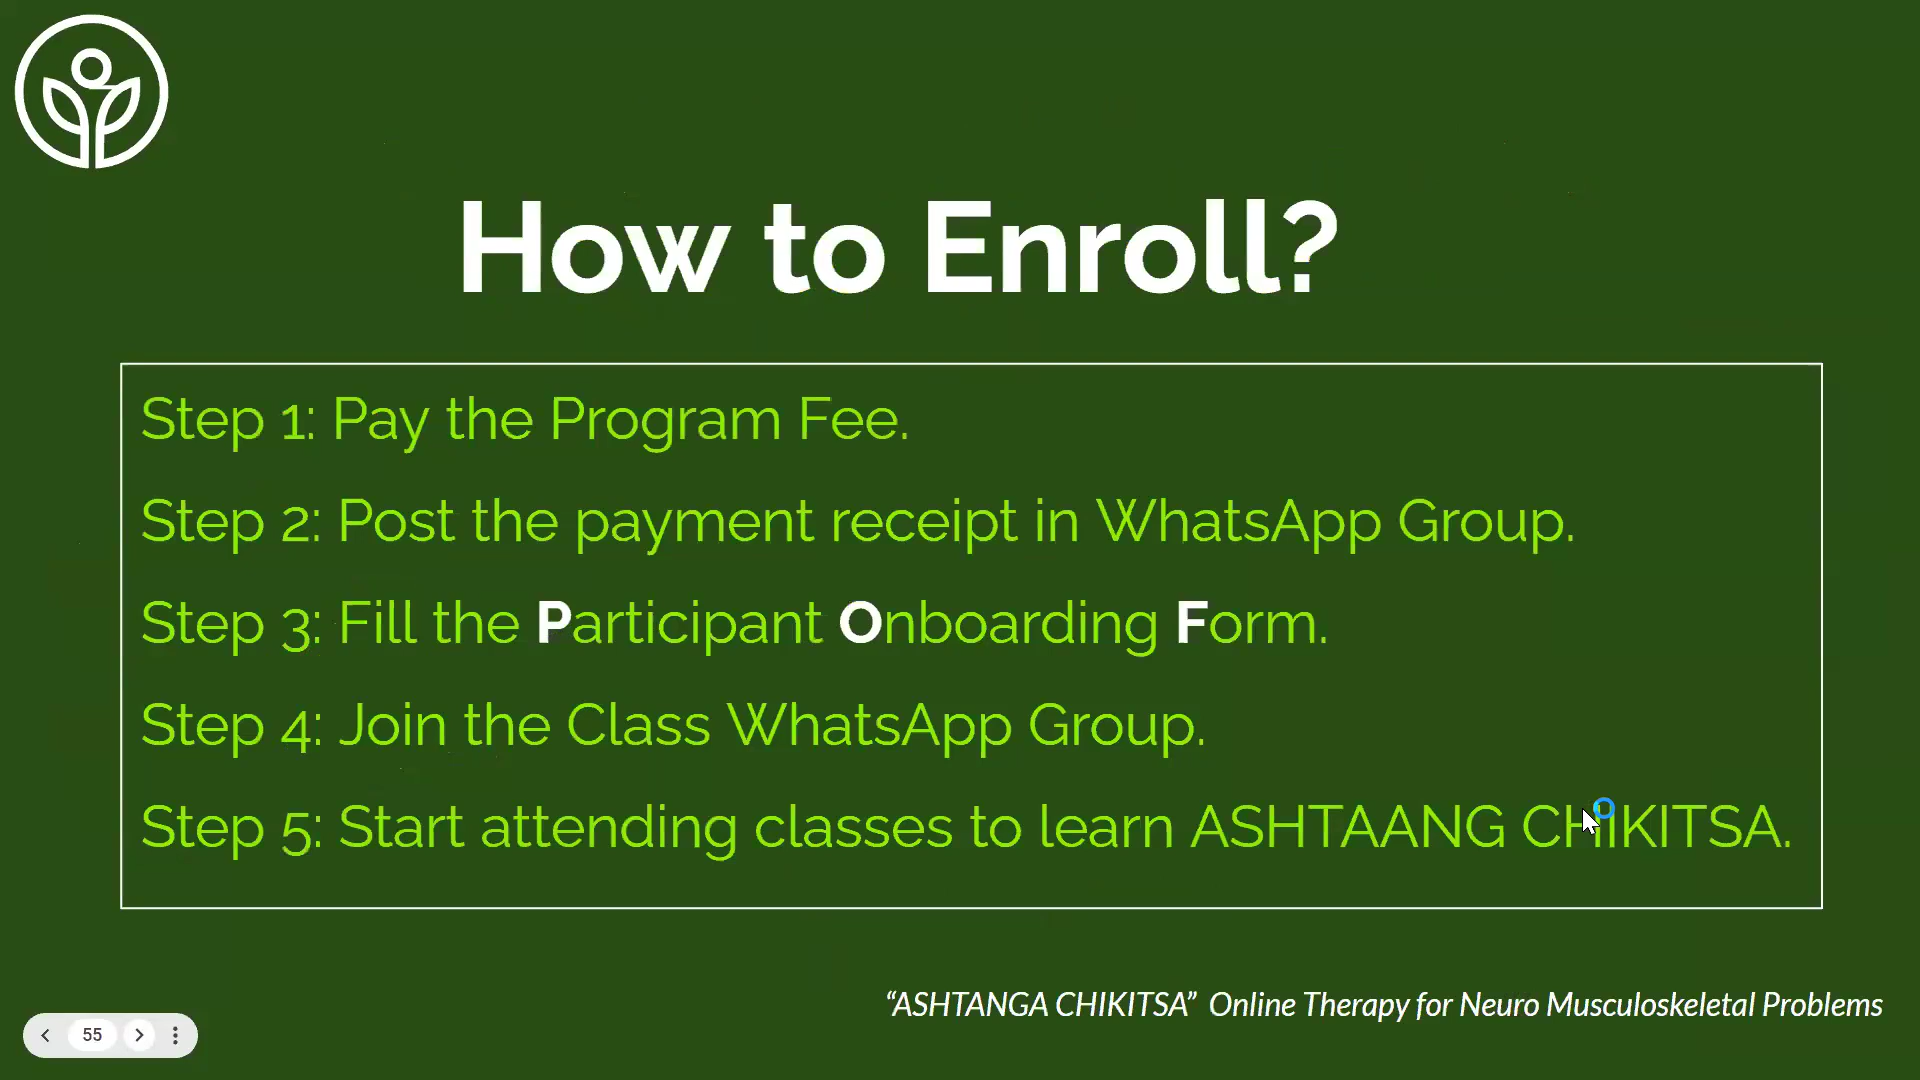 How to Enroll?
Step 1: Pay the Program Fee.
Step 2: Post the payment receipt in WhatsApp Group.
Step 3: Fill the Participant Onboarding Form.
Step 4: Join the Class WhatsApp Group.
Step 5: Start attending classes to learn ASHTAANG CHIKITSA.
“ASHTANGA CHIKITSA” Online Therapy for Neuro Musculoskeletal Problems
55